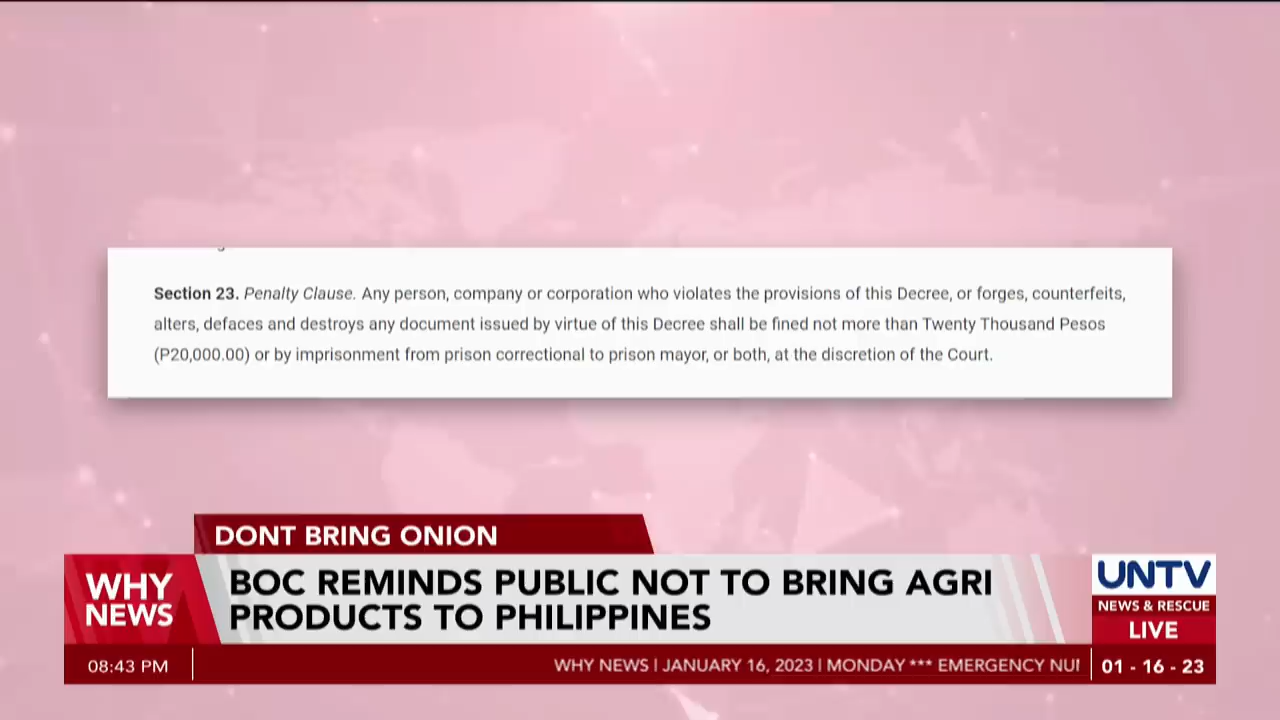 Section 23. Penalty Clause. Any person, company or corporation who violates the provisions of this Decree, or forges, counterfeits,
alters, defaces and destroys any document issued by virtue of this Decree shall be fined not more than Twenty Thousand Pesos
(P20,000.00) or by imprisonment from prison correctional to prison mayor, or both, at the discretion of the Court.
DONT BRING ONION
WHY
NEWS
BOC REMINDS PUBLIC NOT TO BRING AGRI
PRODUCTS TO PHILIPPINES
UNTV
NEWS & RESCUE
LIVE
08:43 PM
WHY NEWS | JANUARY 16, 2023 | MONDAY *** EMERGENCY
01 - 16 - 23